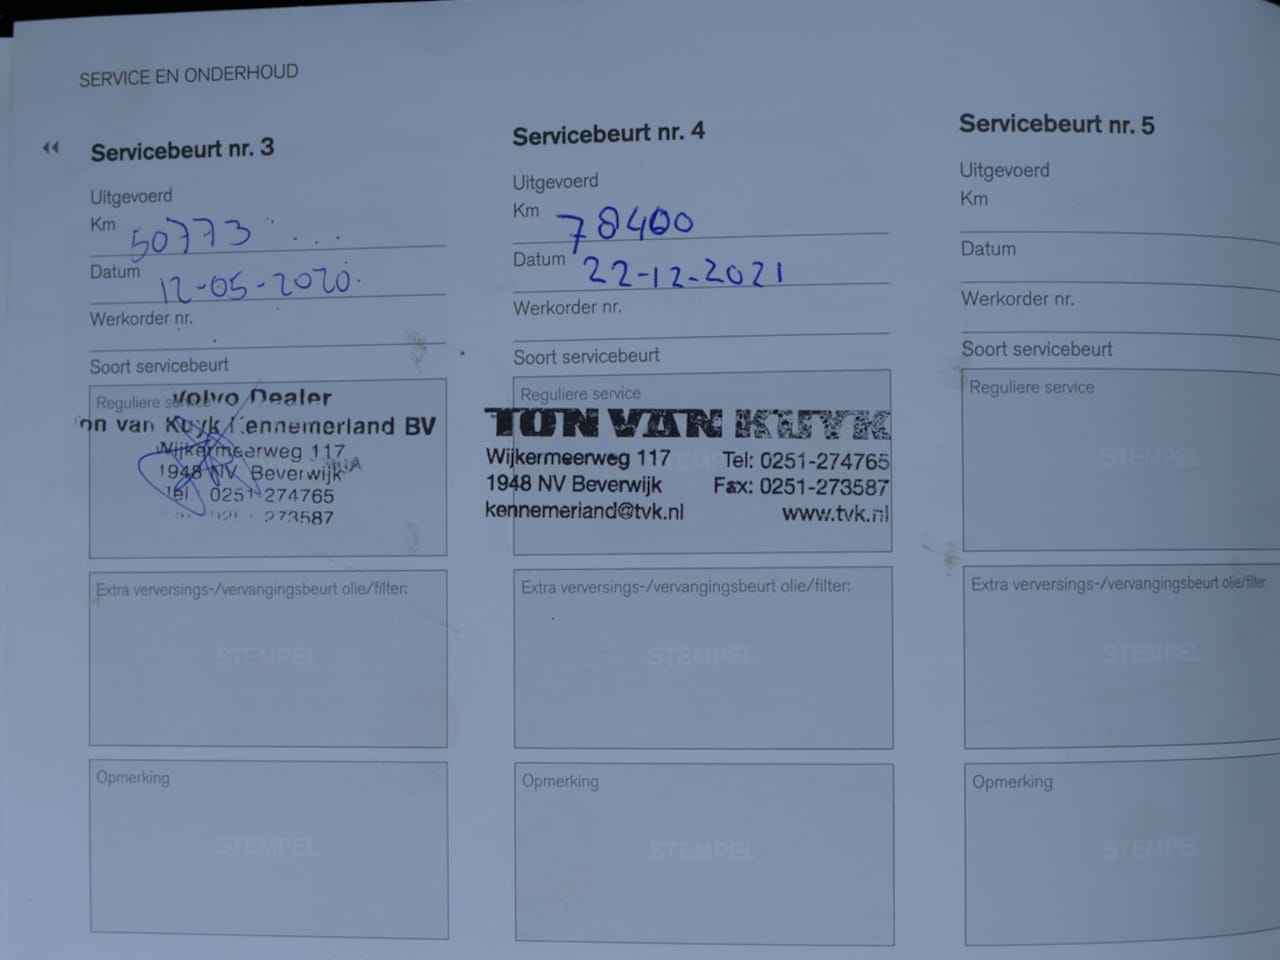 SERVICE EN ONDERHOUD
Servicebeurt nr. 3
Uitgevoerd
Km 50773
Datum 12-05-2020
Werkorder nr.
Soort servicebeurt
Reguliere
Volvo Dealer
on van Kuyk Kennemerland BV
Wijkermeerweg 117
1948 NV Beverwijk
Tel. 0251-274765
273587
Extra verversings-/vervangingsbeurt olie/filter:
STEMPEL
Opmerking
STEMPEL
Servicebeurt nr. 4
Uitgevoerd
Km 78400
Datum 22-12-2021
Werkorder nr.
Soort servicebeurt
Reguliere service
TON VAN KUYK
Wijkermeerweg 117 Tel: 0251-274765
1948 NV Beverwijk Fax: 0251-273587
kennemerland@tvk.nl www.tvk.nl
Extra verversings-/vervangingsbeurt olie/filter:
STEMPEL
Opmerking
STEMPEL
Servicebeurt nr. 5
Uitgevoerd
Km
Datum
Werkorder nr.
Soort servicebeurt
Reguliere service
STEMPEL
Extra verversings-/vervangingsbeurt olie/filter:
STEMPEL
Opmerking
STEMPEL